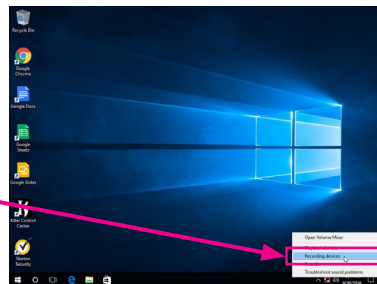 Recycle Bin
Google
Chrome
Google Docs
Google
Sheets
Google Slides
Killer Control
Center
Norton
Security
Open Volume Mixer
Recording devices
Troubleshoot sound problems